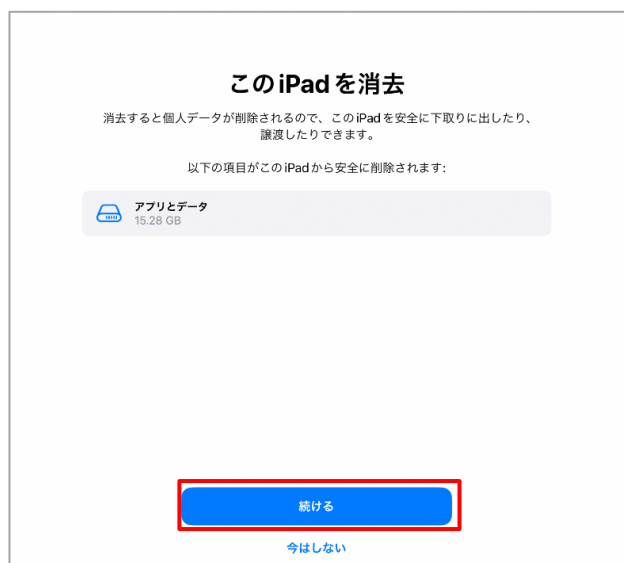 このiPadを消去
消去すると個人データが削除されるので、このiPadを安全に下取りに出したり、
譲渡したりできます。
以下の項目がこのiPadから安全に削除されます:
アプリとデータ
15.28 GB
続ける
今はしない